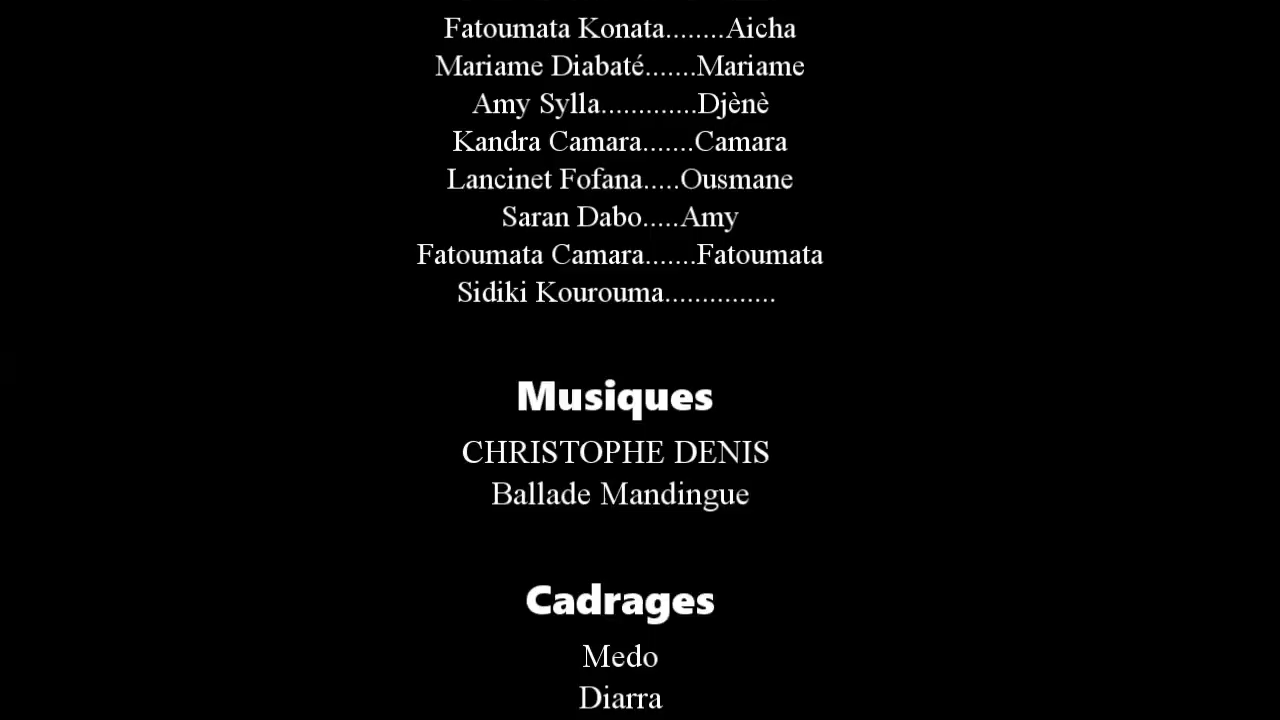 Fatoumata Konata........Aicha
Mariame Diabaté.......Mariame
Amy Sylla.............Djènè
Kandra Camara.......Camara
Lancinet Fofana.....Ousmane
Saran Dabo.....Amy
Fatoumata Camara.......Fatoumata
Sidiki Kourouma...............
Musiques
CHRISTOPHE DENIS
Ballade Mandingue
Cadrages
Medo
Diarra